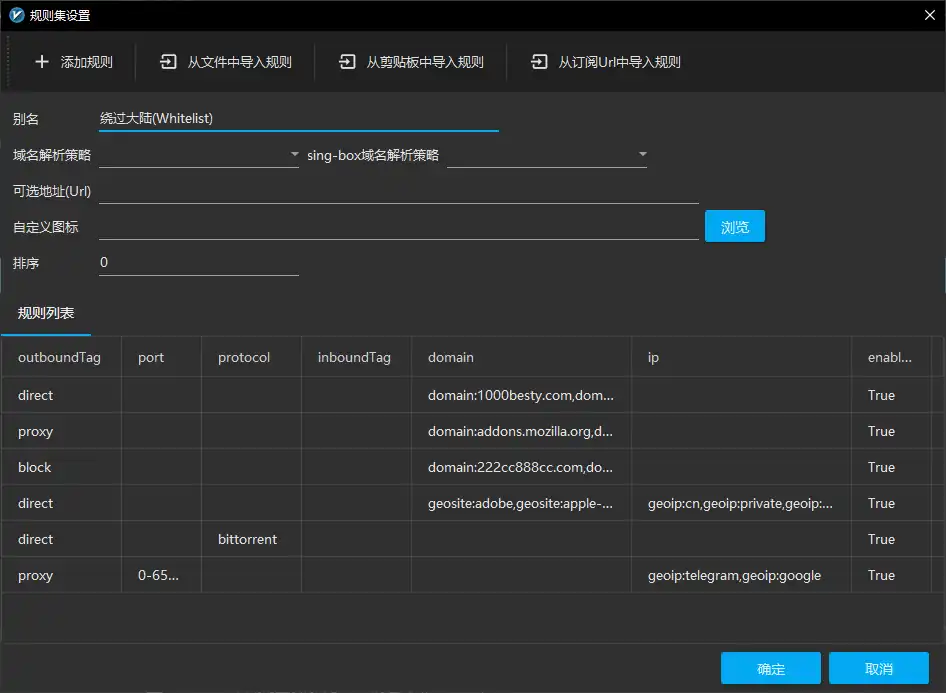 规则集设置
添加规则 从文件中导入规则 从剪贴板中导入规则 从订阅Url中导入规则
别名 绕过大陆(Whitelist)
域名解析策略 sing-box域名解析策略
可选地址(Url)
自定义图标 浏览
排序 0
规则列表
outboundTag port protocol inboundTag domain ip enabl...
direct domain:1000besty.com,dom... True
proxy domain:addons.mozilla.org,d... True
block domain:222cc888cc.com,do... True
direct geosite:adobe,geosite:apple-... geoip:cn,geoip:private,geoip:... True
direct bittorrent True
proxy 0-65... geoip:telegram,geoip:google True
确定 取消